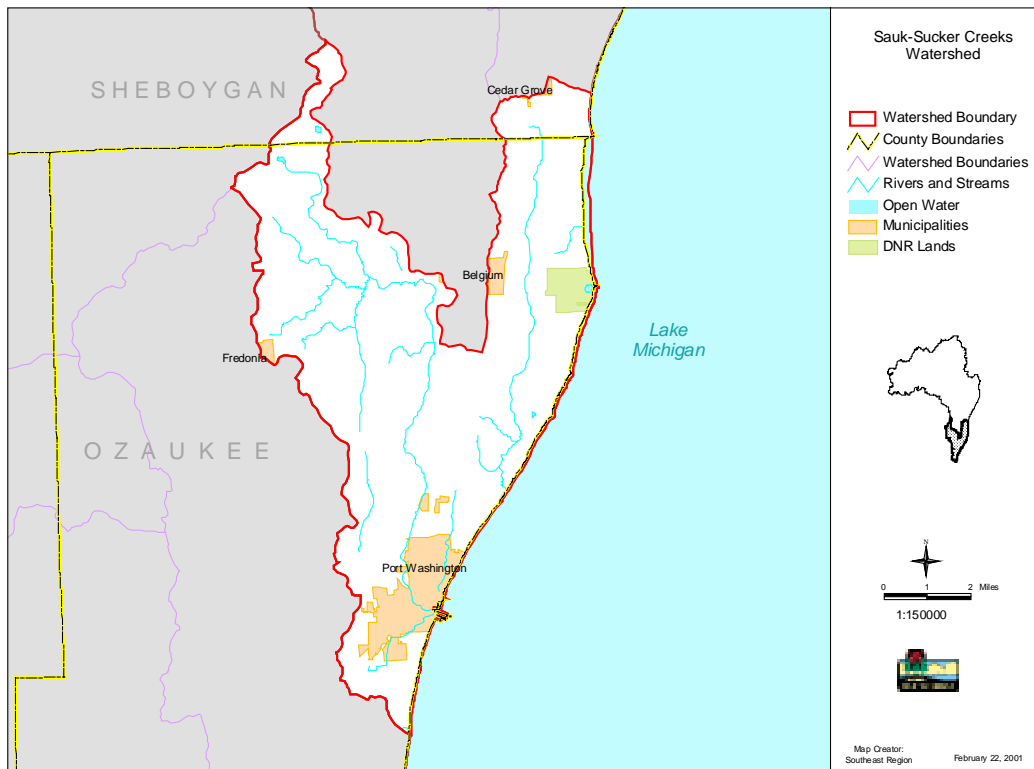 Sauk-Sucker Creeks
Watershed
SHEBOYGAN
Cedar Grove
Belgium
Fredonia
Lake
Michigan
OZAUKEE
Port Washington
Watershed Boundary
County Boundaries
Watershed Boundaries
Rivers and Streams
Open Water
Municipalities
DNR Lands
N
0 1 2 Miles
1:150000
Map Creator:
Southeast Region
February 22, 2001